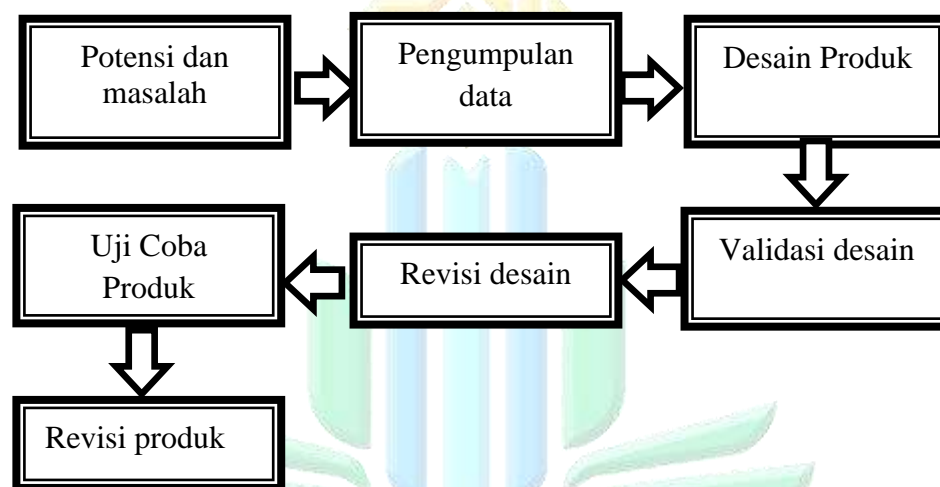 Potensi dan
masalah
Pengumpulan
data
Desain Produk
Validasi desain
Revisi desain
Uji Coba
Produk
Revisi produk